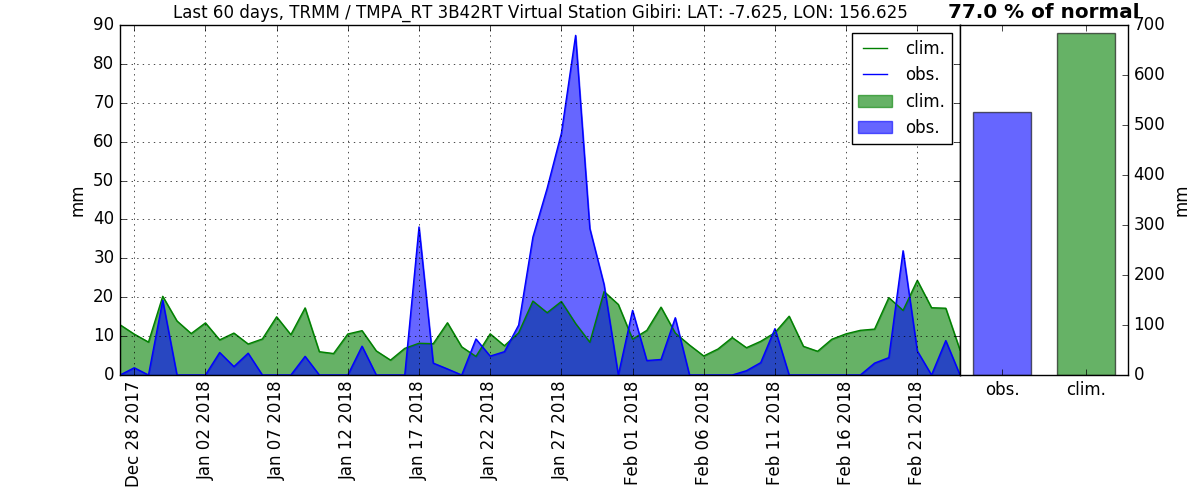 Last 60 days, TRMM / TMPA_RT 3B42RT Virtual Station Gibiri: LAT: -7.625, LON: 156.625
77.0 % of normal
90
80
70
60
50
40
30
20
10
0
mm
clim.
obs.
clim.
obs.
700
600
500
400
300
200
100
0
mm
obs.
clim.
Dec 28 2017
Jan 02 2018
Jan 07 2018
Jan 12 2018
Jan 17 2018
Jan 22 2018
Jan 27 2018
Feb 01 2018
Feb 06 2018
Feb 11 2018
Feb 16 2018
Feb 21 2018